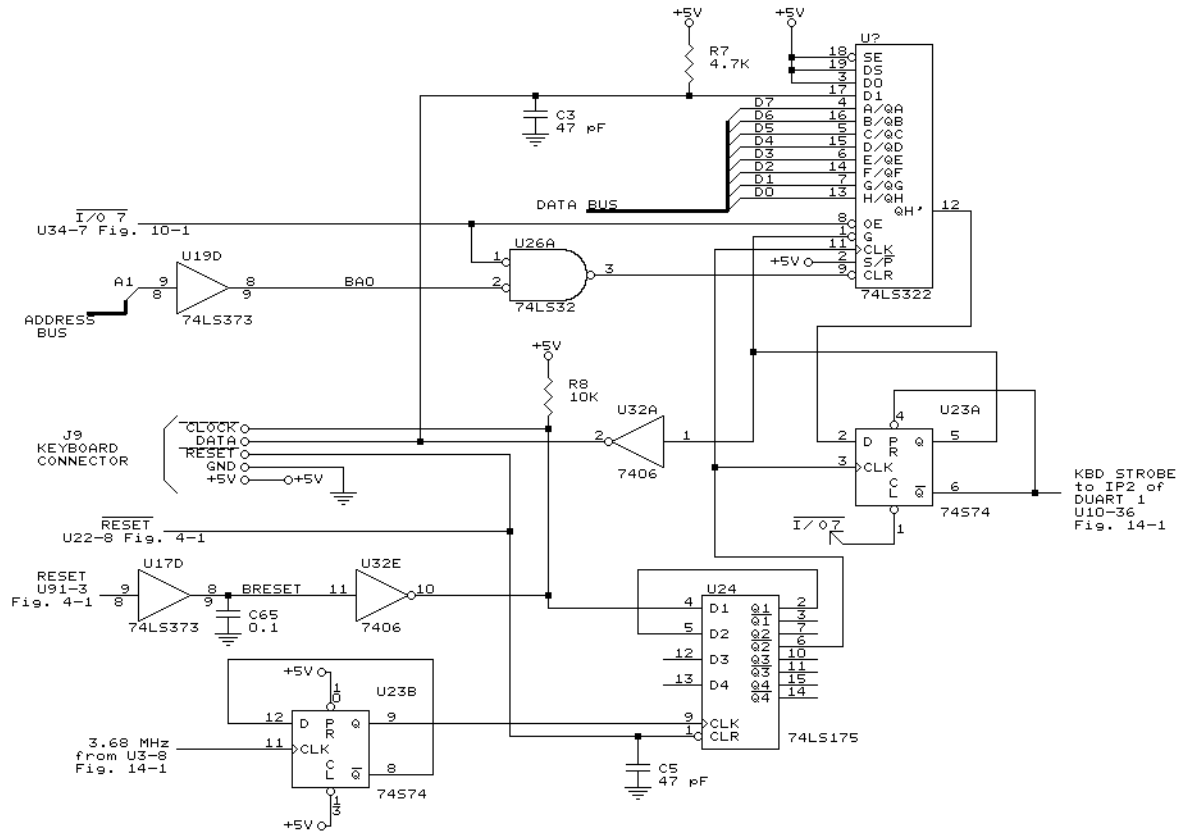 +5V
+5V
R7
4.7K
U?
18 SE
19 DS
3 D0
17 D1
D7 4 A/QA
D6 16 B/QB
D5 5 C/QC
D4 15 D/QD
D3 6 E/QE
D2 14 F/QF
D1 7 G/QG
D0 13 H/QH
QH' 12
8 OE
1 G
11 CLK
+5V 2 S/P
9 CLR
74LS322
C3
47 pF
DATA BUS
I/O 7
U34-7 Fig. 10-1
U26A
1
2
3
74LS32
U19D
A1 9 8
8 9
BA0
74LS373
ADDRESS
BUS
+5V
R8
10K
U32A
2 1
7406
J9
KEYBOARD
CONNECTOR
CLOCK
DATA
RESET
GND
+5V +5V
U23A
4
2 D PR Q 5
3 CLK
CL Q 6
74S74
1
I/O7
KBD STROBE
to IP2 of
DUART 1
U10-36
Fig. 14-1
RESET
U22-8 Fig. 4-1
RESET
U91-3
Fig. 4-1
U17D
9 8
8 9
74LS373
BRESET
C65
0.1
U32E
11 10
7406
U24
4 D1 Q1 2
Q1 3
5 D2 Q2 7
Q2 6
12 D3 Q3 10
Q3 11
13 D4 Q4 15
Q4 14
9 CLK
1 CLR
74LS175
C5
47 pF
+5V
10
U23B
12 D PR Q 9
11 CLK
CL Q 8
74S74
13
+5V
3.68 MHz
from U3-8
Fig. 14-1